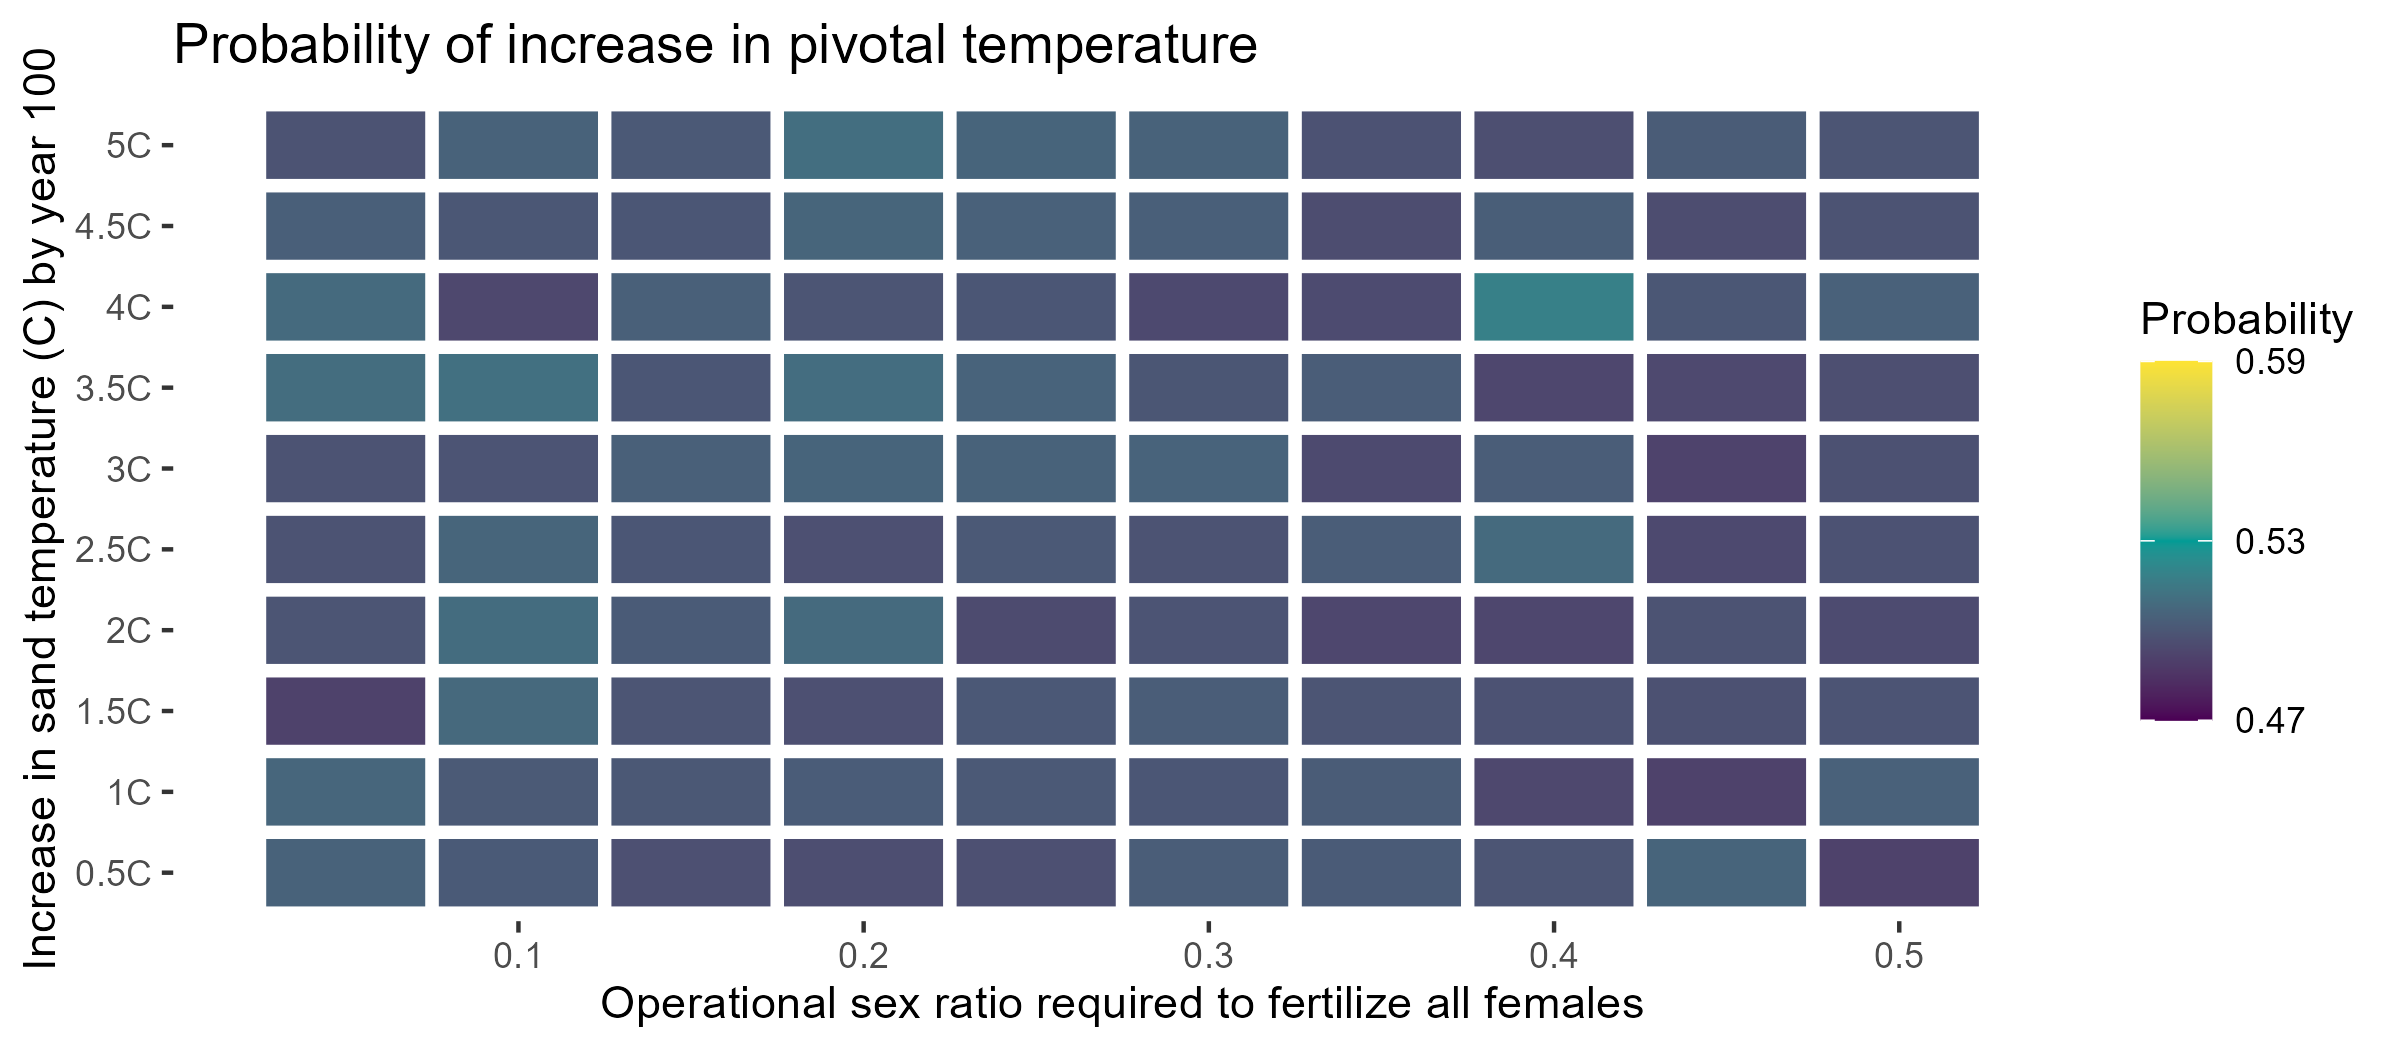 Probability of increase in pivotal temperature
Increase in sand temperature (C) by year 100
5C
4.5C
4C
3.5C
3C
2.5C
2C
1.5C
1C
0.5C
0.1
0.2
0.3
0.4
0.5
Operational sex ratio required to fertilize all females
Probability
0.59
0.53
0.47